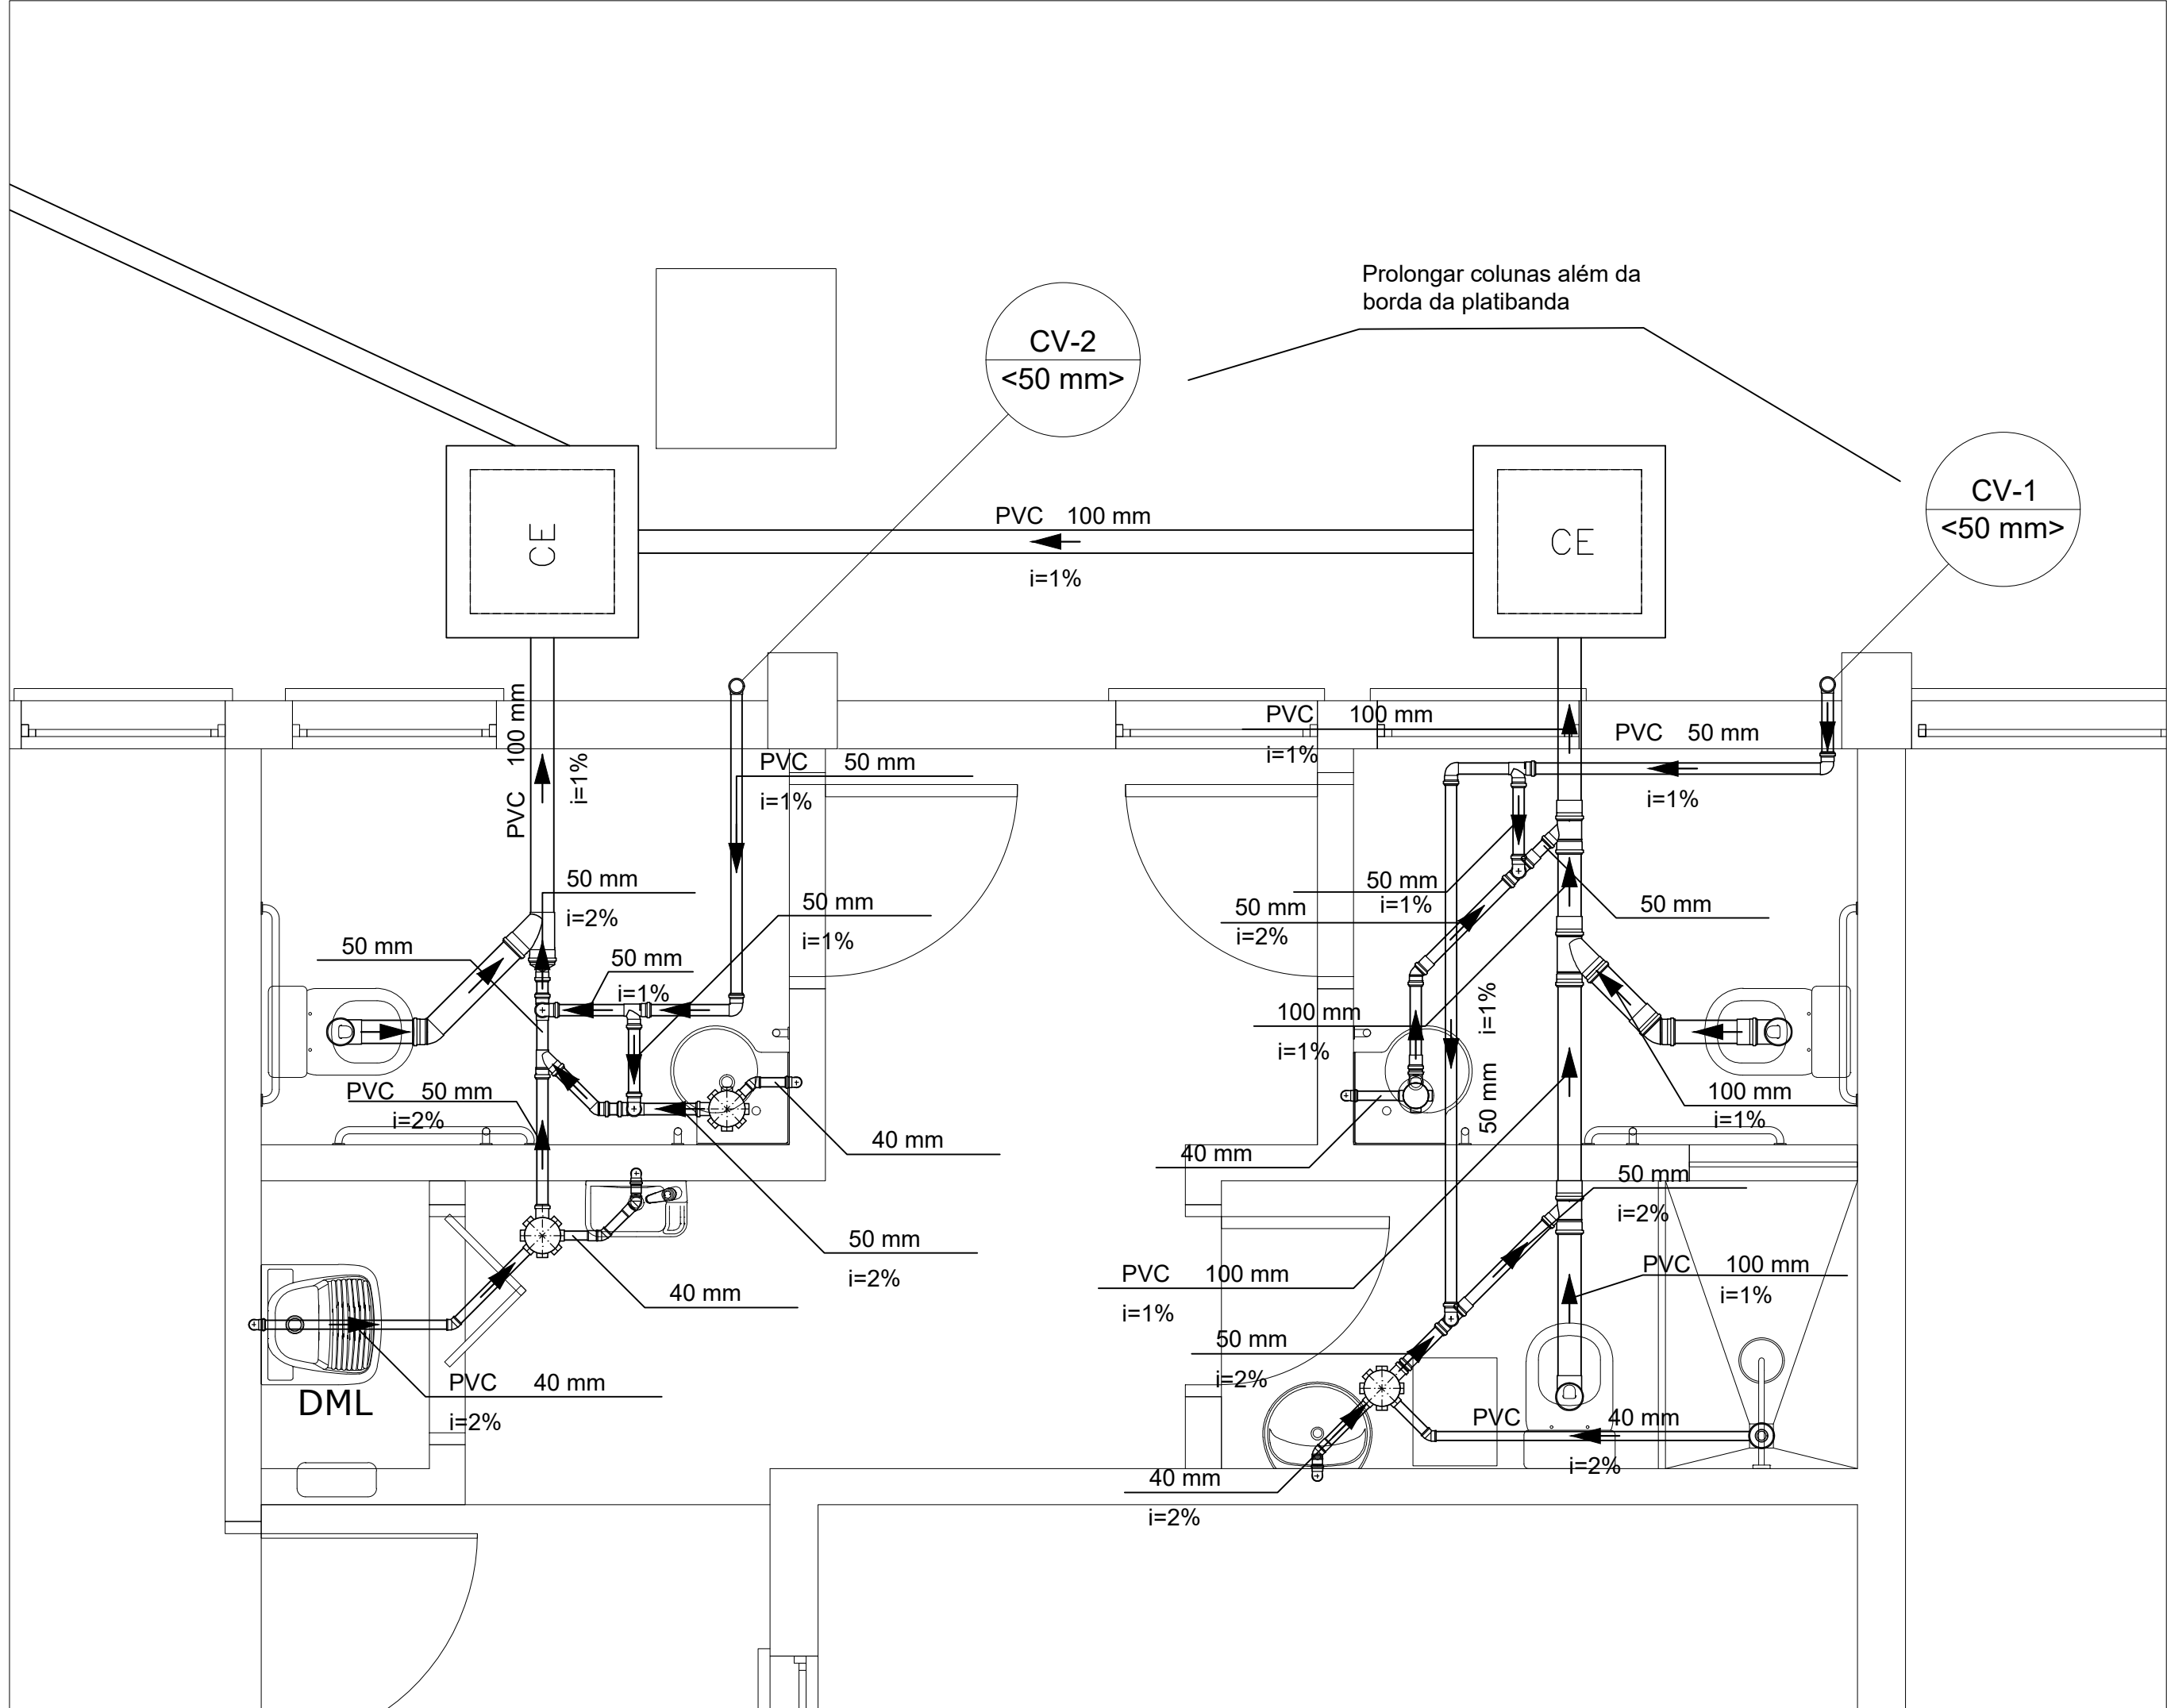 Prolongar colunas além da
borda da platibanda
CV-2
<50 mm>
CV-1
<50 mm>
CE
PVC 100 mm
i=1%
CE
PVC 100 mm
i=1%
PVC 100 mm
i=1%
PVC 50 mm
i=1%
PVC 50 mm
i=1%
50 mm
i=2%
50 mm
i=1%
50 mm
50 mm
i=1%
50 mm
i=1%
50 mm
i=2%
50 mm
100 mm
i=1%
50 mm i=1%
PVC 50 mm
i=2%
100 mm
i=1%
40 mm
40 mm
50 mm
i=2%
50 mm
i=2%
40 mm
PVC 100 mm
i=1%
PVC 100 mm
i=1%
50 mm
i=2%
PVC 40 mm
i=2%
DML
PVC 40 mm
i=2%
40 mm
i=2%